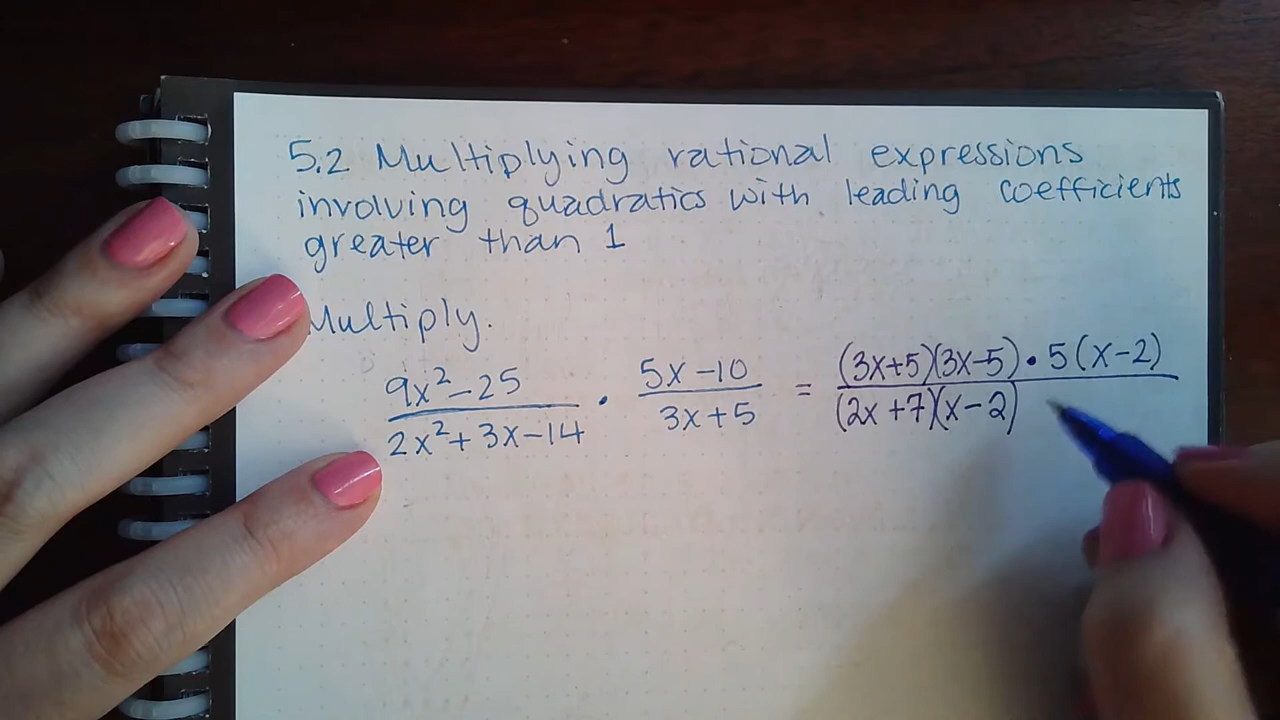 5.2 Multiplying rational expressions
involving quadratics with leading coefficients
greater than 1
Multiply.
9x² - 25 / 2x² + 3x - 14 · 5x - 10 / 3x + 5 = (3x+5)(3x-5) · 5(x-2) / (2x+7)(x-2)